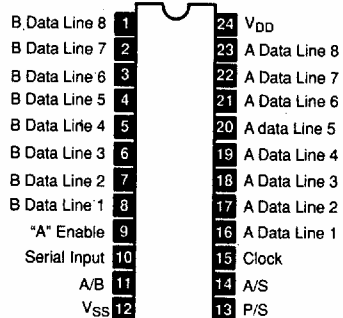 B Data Line 8 1 24 VDD
B Data Line 7 2 23 A Data Line 8
B Data Line 6 3 22 A Data Line 7
B Data Line 5 4 21 A Data Line 6
B Data Line 4 5 20 A data Line 5
B Data Line 3 6 19 A Data Line 4
B Data Line 2 7 18 A Data Line 3
B Data Line 1 8 17 A Data Line 2
"A" Enable 9 16 A Data Line 1
Serial Input 10 15 Clock
A/B 11 14 A/S
VSS 12 13 P/S